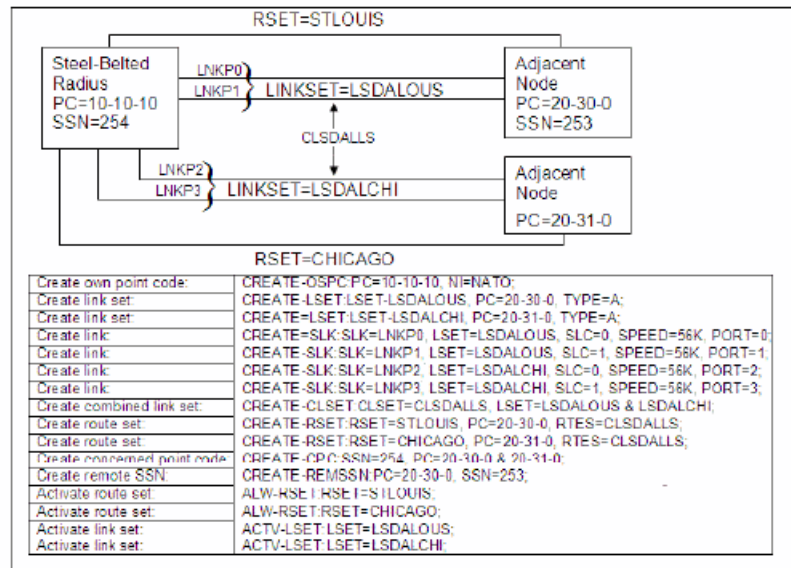 RSET=STLOUIS
Steel-Belted
Radius
PC=10-10-10
SSN=254
LNKP0
LNKP1
LINKSET=LSDALOUS
Adjacent
Node
PC=20-30-0
SSN=253
CLSDALLS
LNKP2
LNKP3
LINKSET=LSDALCHI
Adjacent
Node
PC=20-31-0
RSET=CHICAGO
Create own point code: CREATE-OSPC:PC=10-10-10, NI=NATO;
Create link set: CREATE-LSET:LSET-LSDALOUS, PC=20-30-0, TYPE=A;
Create link set: CREATE=LSET:LSET-LSDALCHI, PC=20-31-0, TYPE=A;
Create link: CREATE=SLK:SLK=LNKP0, LSET=LSDALOUS, SLC=0, SPEED=56K, PORT=0;
Create link: CREATE-SLK:SLK=LNKP1, LSET=LSDALOUS, SLC=1, SPEED=56K, PORT=1;
Create link: CREATE-SLK:SLK=LNKP2, LSET=LSDALCHI, SLC=0, SPEED=56K, PORT=2;
Create link: CREATE-SLK:SLK=LNKP3, LSET=LSDALCHI, SLC=1, SPEED=56K, PORT=3;
Create combined link set: CREATE-CLSET:CLSET=CLSDALLS, LSET=LSDALOUS & LSDALCHI;
Create route set: CREATE-RSET:RSET=STLOUIS, PC=20-30-0, RTES=CLSDALLS;
Create route set: CREATE-RSET:RSET=CHICAGO, PC=20-31-0, RTES=CLSDALLS;
Create concerned point code: CREATE-CPC:SSN=254, PC=20-30-0 & 20-31-0;
Create remote SSN: CREATE-REMSSN:PC=20-30-0, SSN=253;
Activate route set: ALW-RSET:RSET=STLOUIS;
Activate route set: ALW-RSET:RSET=CHICAGO;
Activate link set: ACTV-LSET:LSET=LSDALOUS;
Activate link set: ACTV-LSET:LSET=LSDALCHI;